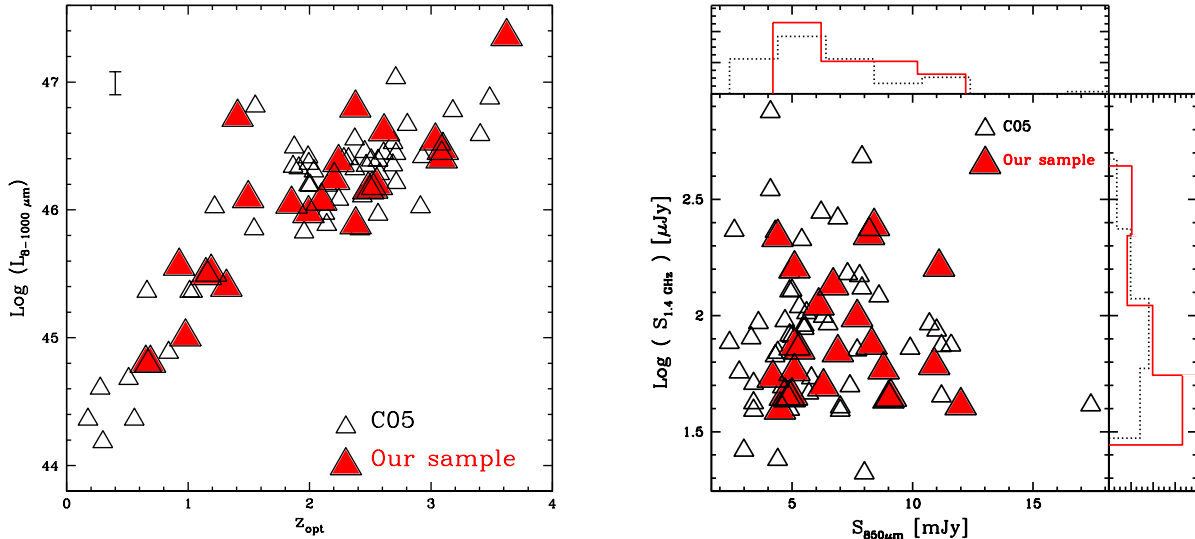 47
46
45
44
Log (L8-1000 μm)
0
1
2
3
4
zopt
C05
Our sample
2.5
2
1.5
Log ( S1.4 GHz ) [μJy]
5
10
15
S850μm [mJy]
C05
Our sample